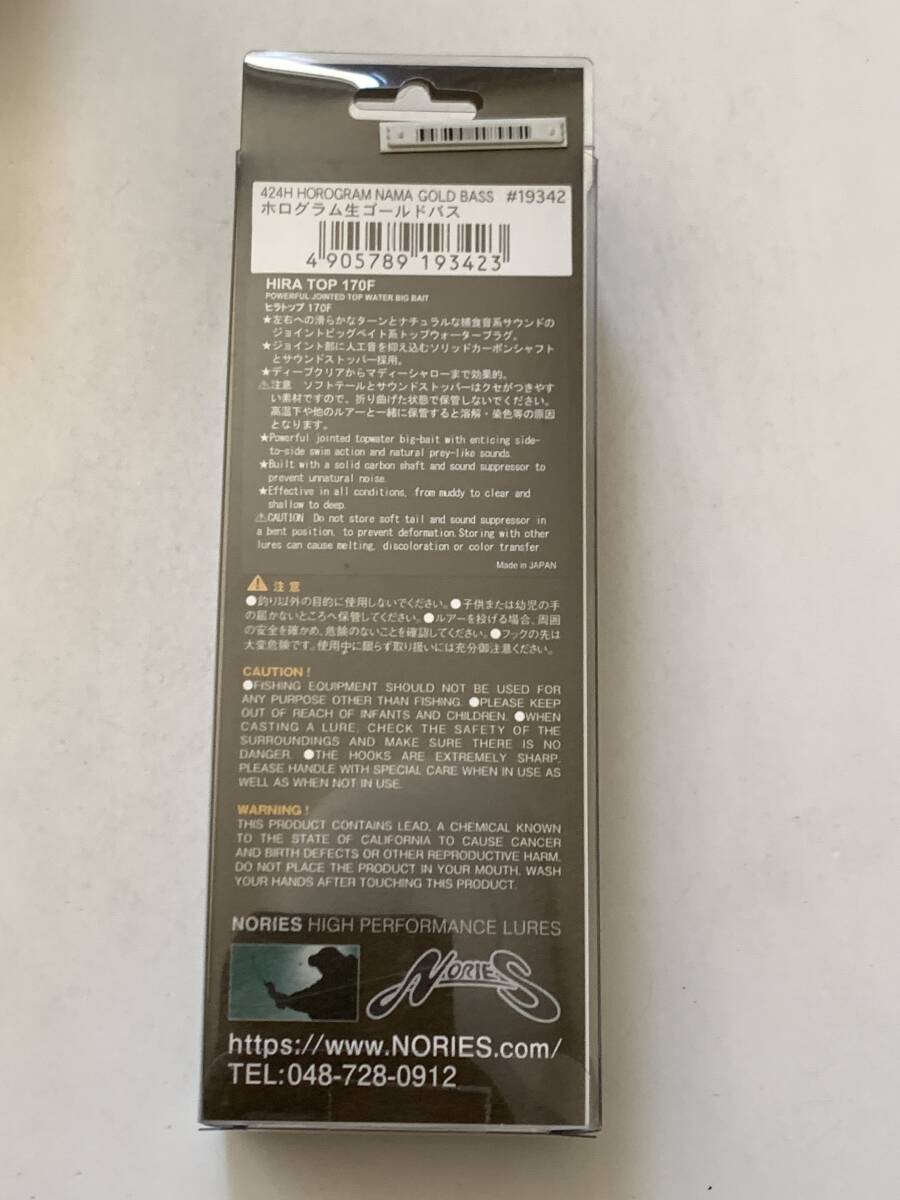 424H HOROGRAM NAMA GOLD BASS #19342
ホログラム生ゴールドバス
4 905789 193423
HIRA TOP 170F
POWERFUL JOINTED TOP WATER BIG BAIT
ヒラトップ 170F
★左右への滑らかなターンとナチュラルな捕食音系サウンドの
ジョイントビッグベイト系トップウォータープラグ。
★ジョイント部に人工音を抑え込むソリッドカーボンシャフト
とサウンドストッパー採用。
★ディープクリアからマディーシャローまで効果的。
⚠注意 ソフトテールとサウンドストッパーはクセがつきやす
い素材ですので、折り曲げた状態で保管しないでください。
高温下や他のルアーと一緒に保管すると溶解・染色等の原因
となります。
★Powerful jointed topwater big-bait with enticing side-
to-side swim action and natural prey-like sounds.
★Built with a solid carbon shaft and sound suppressor to
prevent unnatural noise.
★Effective in all conditions, from muddy to clear and
shallow to deep.
⚠CAUTION Do not store soft tail and sound suppressor in
a bent position, to prevent deformation. Storing with other
lures can cause melting, discoloration or color transfer.
Made in JAPAN
⚠ 注意
●釣り以外の目的に使用しないでください。●子供または幼児の手
の届かないところへ保管してください。●ルアーを投げる場合、周囲
の安全を確かめ、危険のないことを確認してください。●フックの先は
大変危険です。使用中に限らず取り扱いには充分御注意ください。
CAUTION!
●FISHING EQUIPMENT SHOULD NOT BE USED FOR
ANY PURPOSE OTHER THAN FISHING. ●PLEASE KEEP
OUT OF REACH OF INFANTS AND CHILDREN. ●WHEN
CASTING A LURE, CHECK THE SAFETY OF THE
SURROUNDINGS AND MAKE SURE THERE IS NO
DANGER. ●THE HOOKS ARE EXTREMELY SHARP,
PLEASE HANDLE WITH SPECIAL CARE WHEN IN USE AS
WELL AS WHEN NOT IN USE.
WARNING!
THIS PRODUCT CONTAINS LEAD, A CHEMICAL KNOWN
TO THE STATE OF CALIFORNIA TO CAUSE CANCER
AND BIRTH DEFECTS OR OTHER REPRODUCTIVE HARM.
DO NOT PLACE THE PRODUCT IN YOUR MOUTH. WASH
YOUR HANDS AFTER TOUCHING THIS PRODUCT.
NORIES HIGH PERFORMANCE LURES
NORIES
https://www.NORIES.com/
TEL:048-728-0912